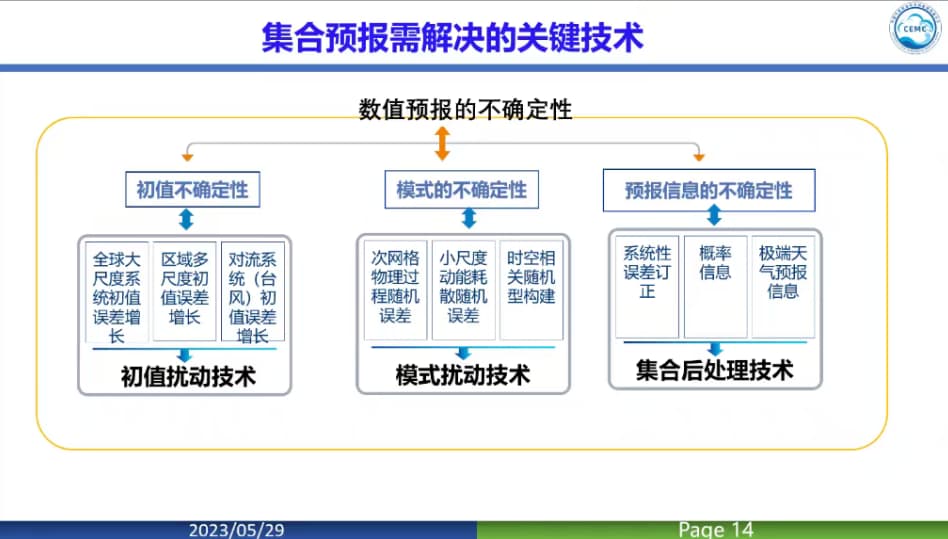 集合预报需解决的关键技术
CEMC
数值预报的不确定性
初值不确定性
模式的不确定性
预报信息的不确定性
全球大
尺度系
统初值
误差增
长
区域多
尺度初
值误差
增长
对流系
统（台
风）初
值误差
增长
次网格
物理过
程随机
误差
小尺度
动能耗
散随机
误差
时空相
关随机
型构建
系统性
误差订
正
概率
信息
极端天
气预报
信息
初值扰动技术
模式扰动技术
集合后处理技术
2023/05/29
Page 14